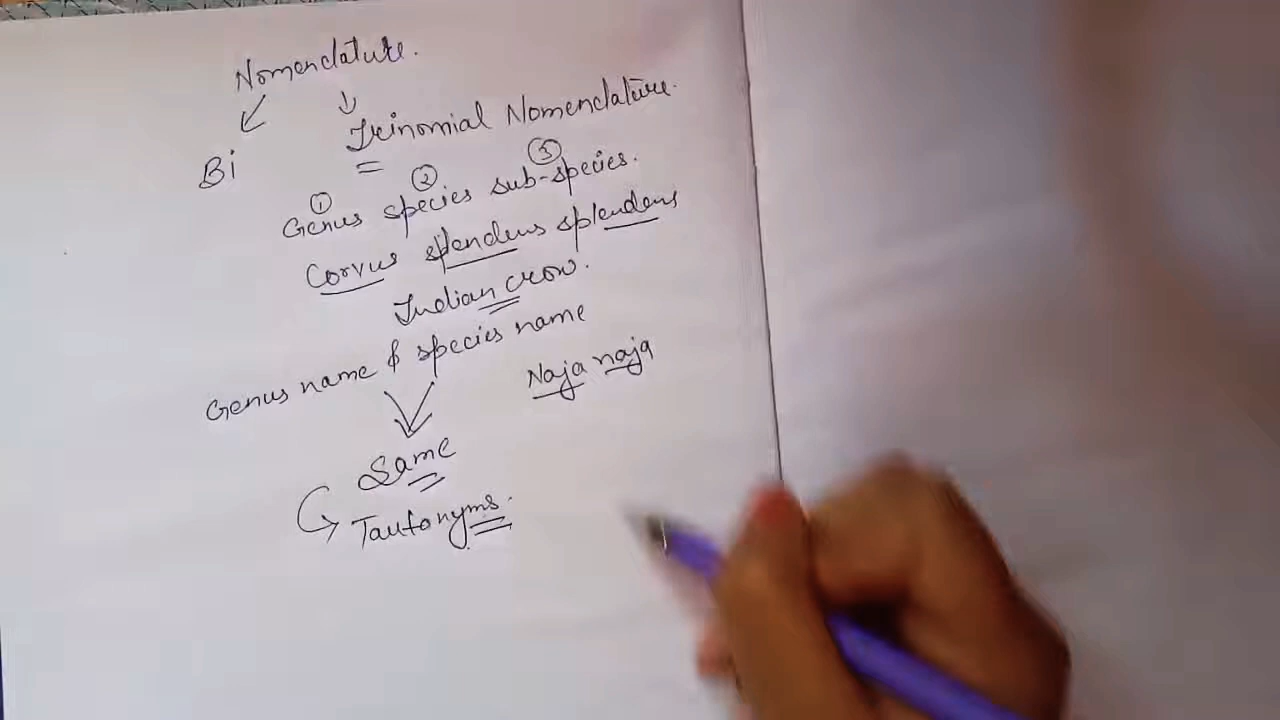 Nomenclature.
Bi
Trinomial Nomenclature.
① ② ③
Genus species sub-species.
Corvus splendens splendens
Indian crow.
Genus name & species name
Naja naja
Same
Tautonyms.